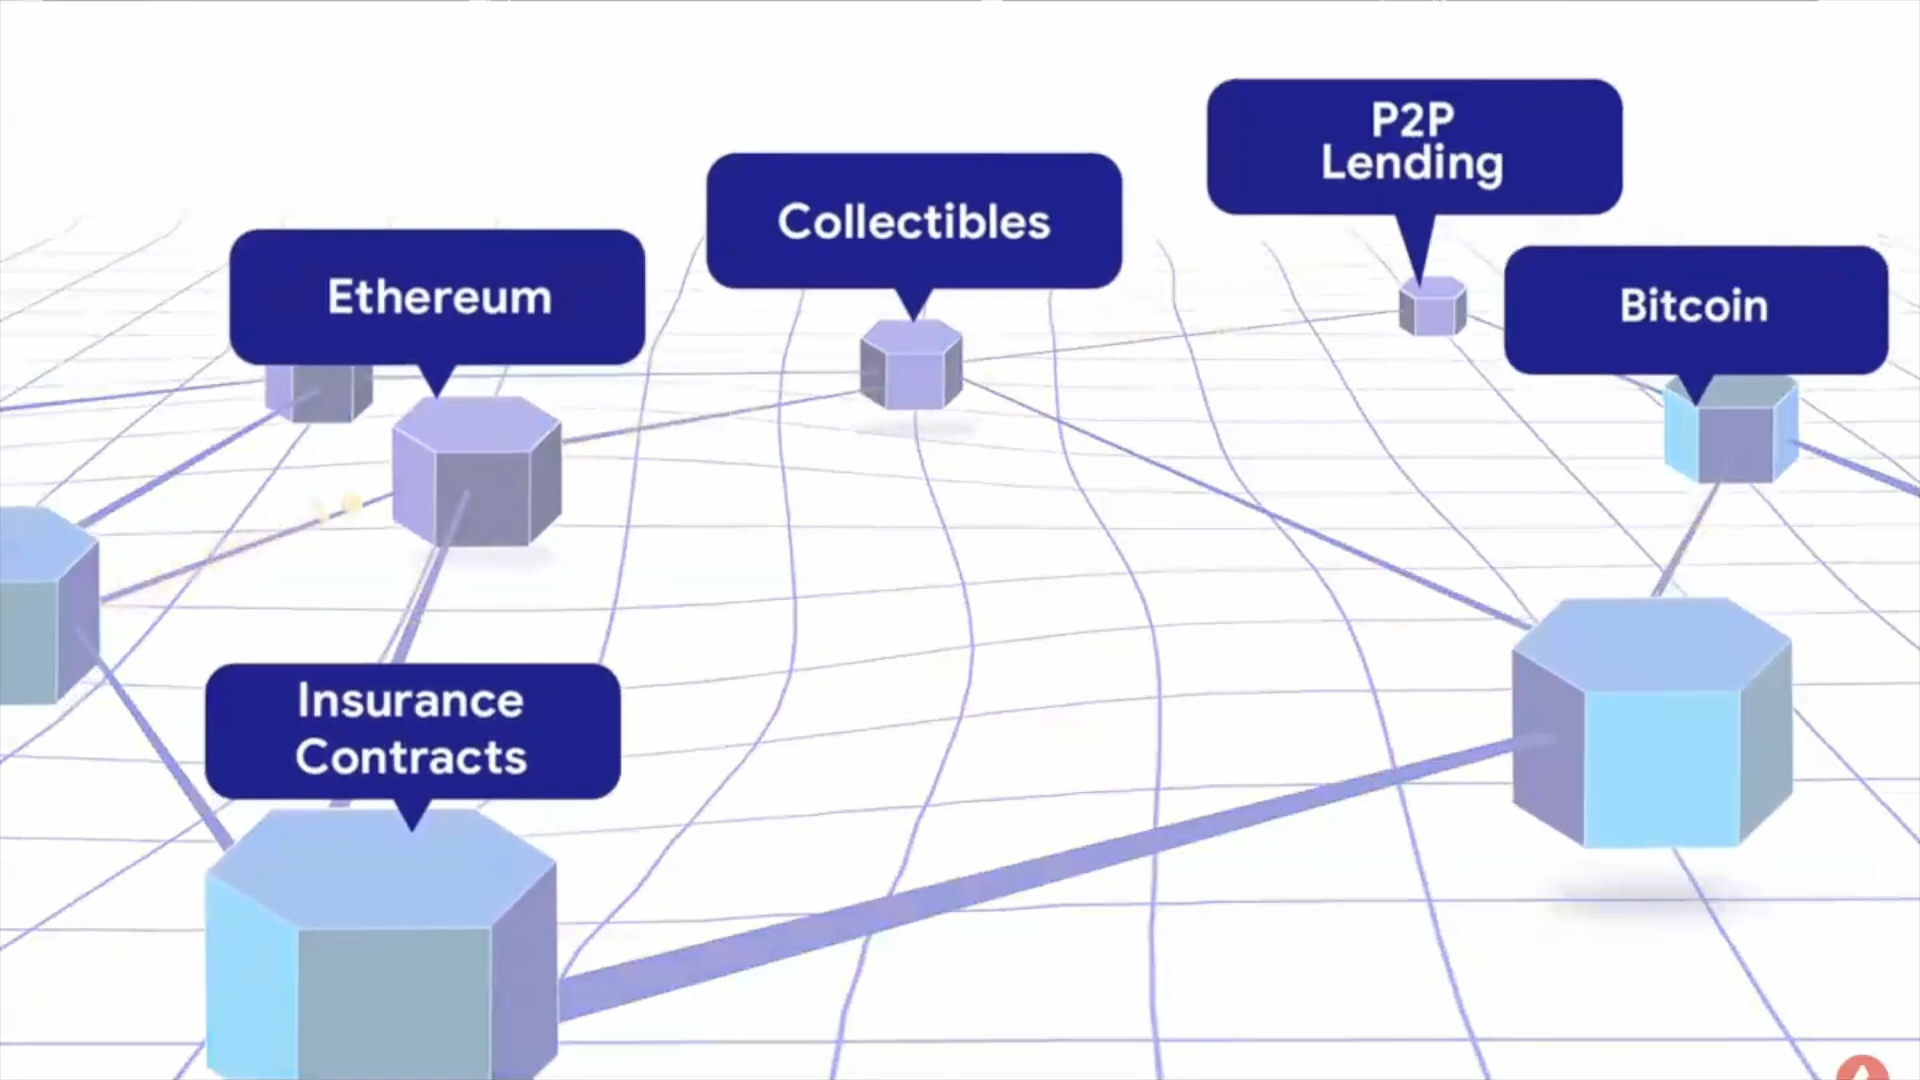 P2P
Lending
Collectibles
Ethereum
Bitcoin
Insurance
Contracts